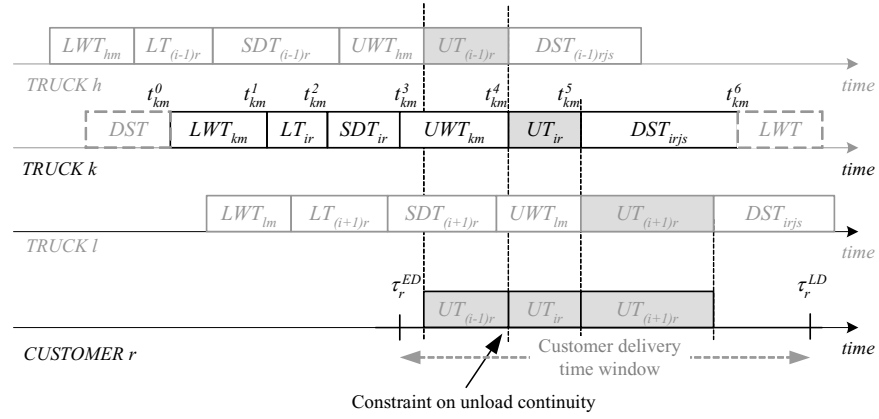 LWT_hm LT_(i-1)r SDT_(i-1)r UWT_hm UT_(i-1)r DST_(i-1)rjs
TRUCK h time
t_km^0 t_km^1 t_km^2 t_km^3 t_km^4 t_km^5 t_km^6
DST LWT_km LT_ir SDT_ir UWT_km UT_ir DST_irjs LWT
TRUCK k time
LWT_lm LT_(i+1)r SDT_(i+1)r UWT_lm UT_(i+1)r DST_irjs
TRUCK l time
τ_r^ED τ_r^LD
UT_(i-1)r UT_ir UT_(i+1)r
CUSTOMER r time
Customer delivery
time window
Constraint on unload continuity